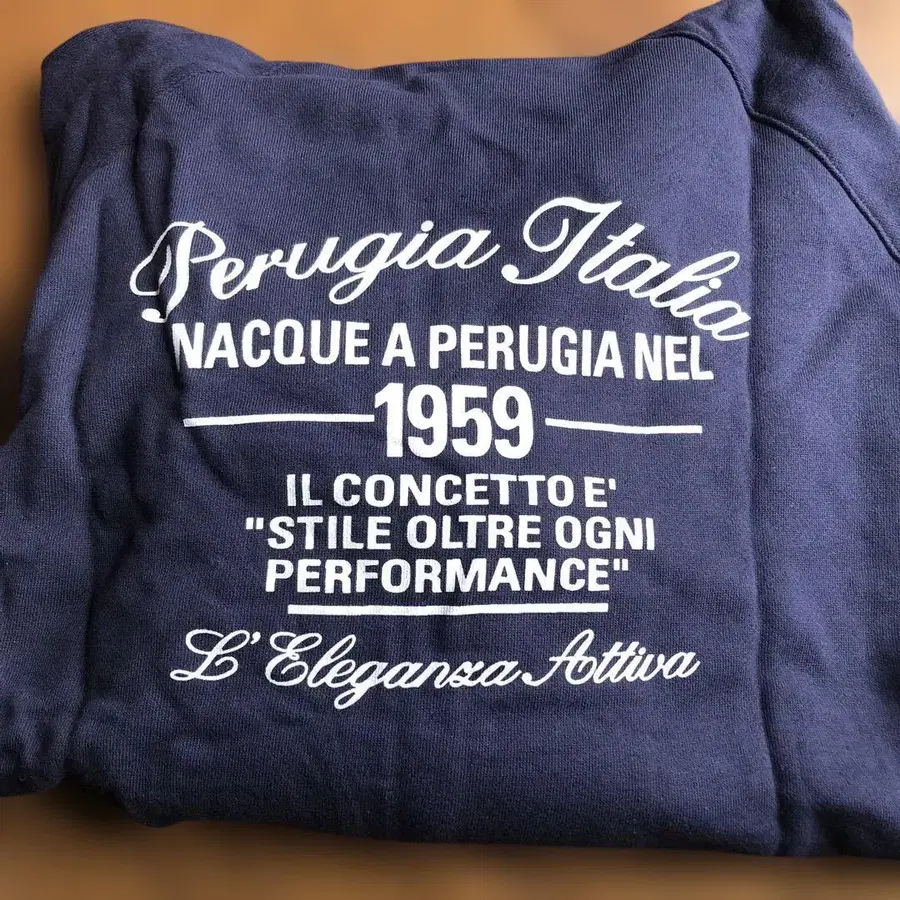 Perugia Italia
NACQUE A PERUGIA NEL
1959
IL CONCETTO E'
"STILE OLTRE OGNI
PERFORMANCE"
L'Eleganza Attiva